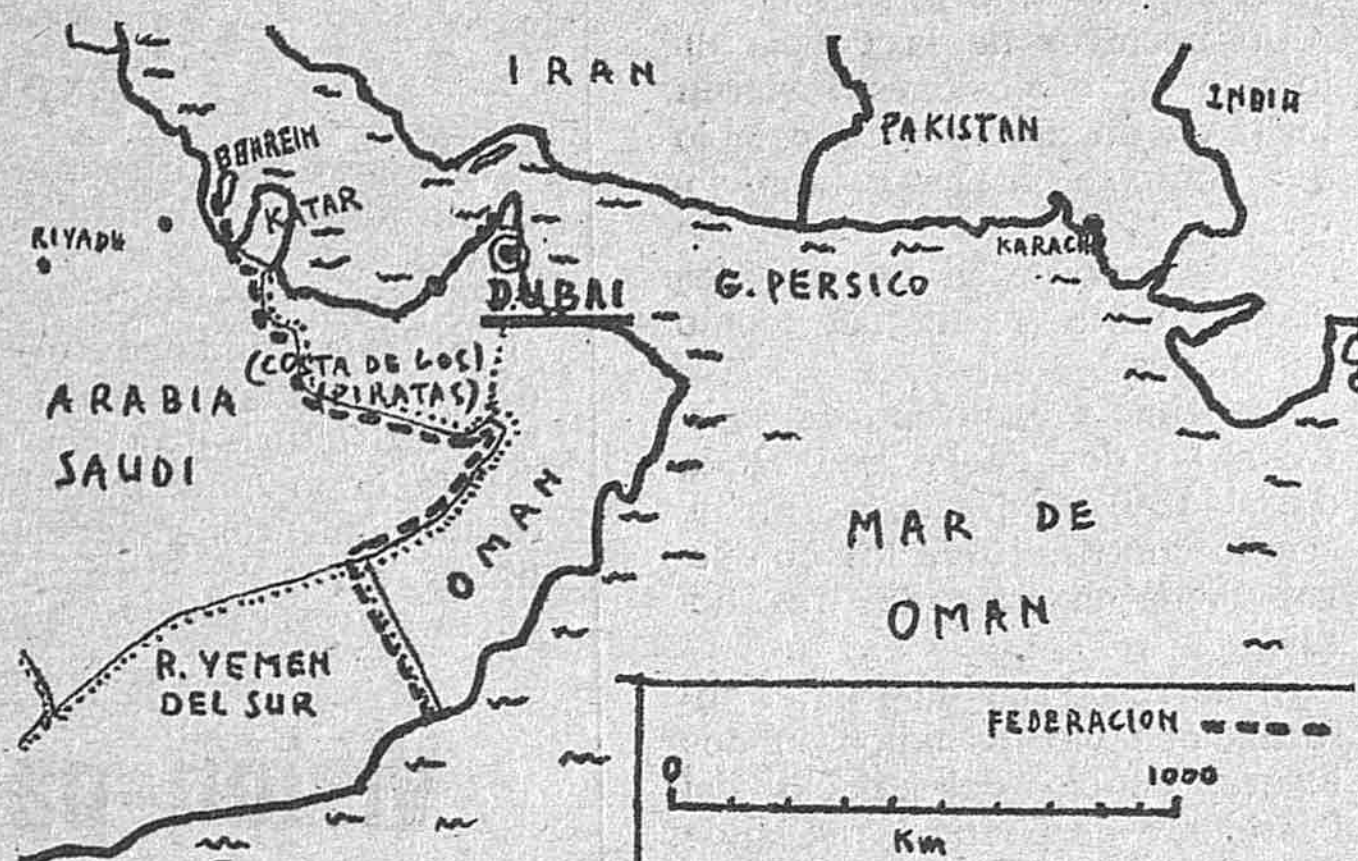 IRAN
PAKISTAN
INDIA
BAHREIN
KATAR
RIYADH
KARACHI
DUBAI
G. PERSICO
(COSTA DE LOS)
(PIRATAS)
ARABIA
SAUDI
OMAN
MAR DE
OMAN
R. YEMEN
DEL SUR
FEDERACION
0 1000
Km